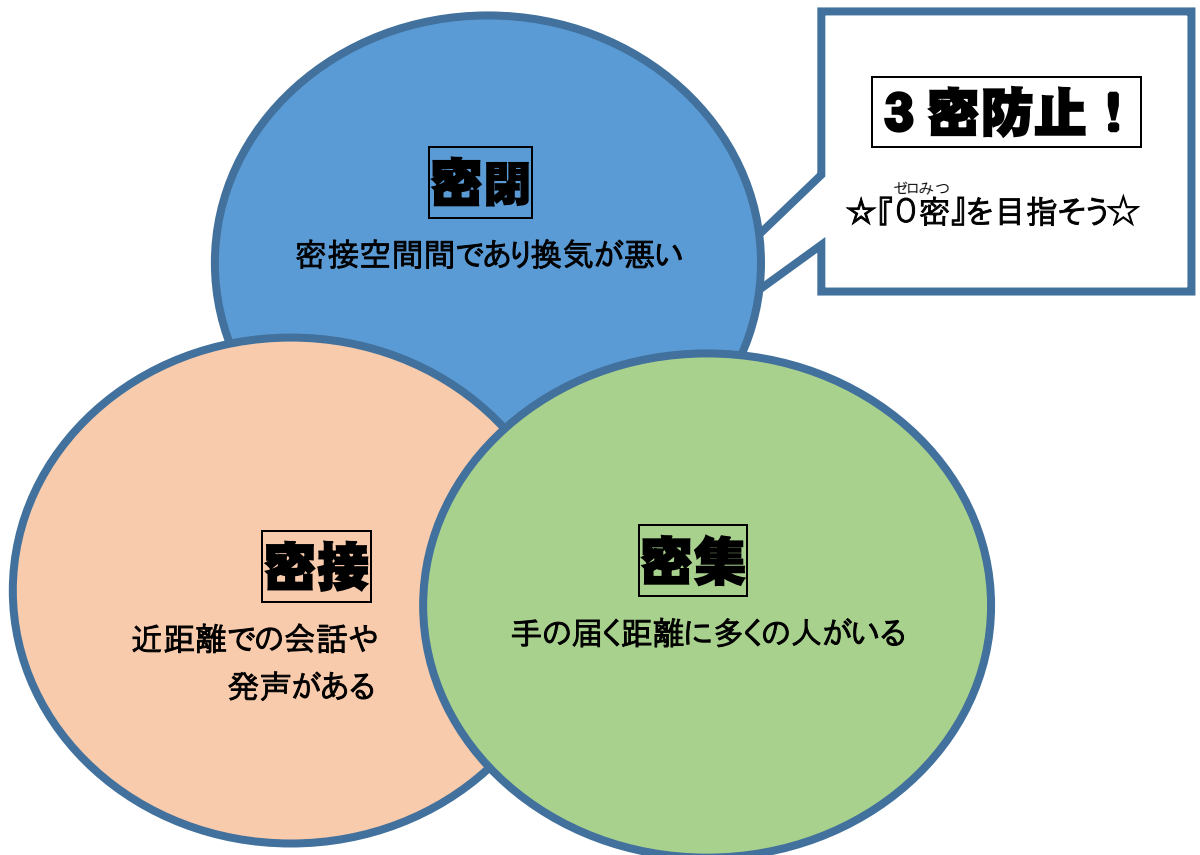 密閉
密接空間間であり換気が悪い
3密防止！
ゼロみつ
☆『0密』を目指そう☆
密接
近距離での会話や
発声がある
密集
手の届く距離に多くの人がいる